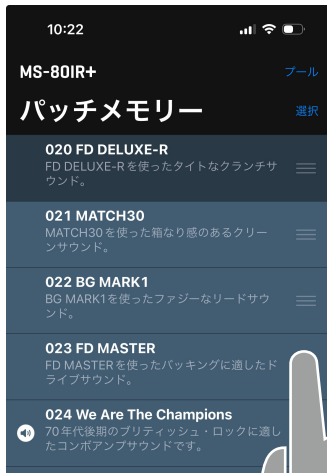 10:22
MS-80IR+
プール
パッチメモリー
選択
020 FD DELUXE-R
FD DELUXE-Rを使ったタイトなクランチサ
ウンド。
021 MATCH30
MATCH30を使った箱なり感のあるクリー
ンサウンド。
022 BG MARK1
BG MARK1を使ったファジーなリードサウ
ンド。
023 FD MASTER
FD MASTERを使ったバッキングに適したド
ライブサウンド。
024 We Are The Champions
70年代後期のブリティッシュ・ロックに適し
たコンボアンプサウンドです。